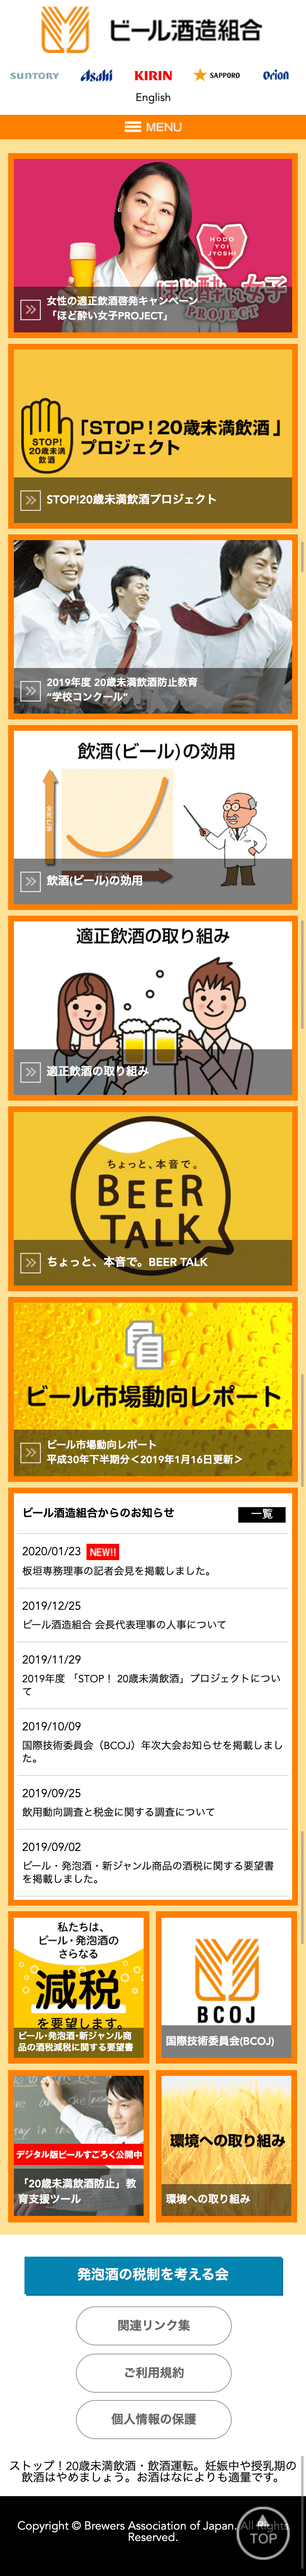 ビール酒造組合
SUNTORY Asahi KIRIN SAPPORO Orion
English
MENU
HODO
YOI
JYOSHI
ほど酔い女子
PROJECT
女性の適正飲酒啓発キャンペーン
「ほど酔い女子PROJECT」
STOP!
20歳未満
飲酒
「STOP!20歳未満飲酒」
プロジェクト
STOP!20歳未満飲酒プロジェクト
2019年度 20歳未満飲酒防止教育
“学校コンクール”
飲酒(ビール)の効用
飲酒(ビール)の効用
適正飲酒の取り組み
適正飲酒の取り組み
ちょっと、本音で。
BEER
TALK
ちょっと、本音で。BEER TALK
ビール市場動向レポート
ビール市場動向レポート
平成30年下半期分＜2019年1月16日更新＞
ビール酒造組合からのお知らせ 一覧
2020/01/23 NEW!!
板垣専務理事の記者会見を掲載しました。
2019/12/25
ビール酒造組合 会長代表理事の人事について
2019/11/29
2019年度 「STOP！ 20歳未満飲酒」プロジェクトについ
て
2019/10/09
国際技術委員会（BCOJ）年次大会お知らせを掲載しまし
た。
2019/09/25
飲用動向調査と税金に関する調査について
2019/09/02
ビール・発泡酒・新ジャンル商品の酒税に関する要望書
を掲載しました。
私たちは、
ビール・発泡酒の
さらなる
減税
を要望します。
ビール・発泡酒・新ジャンル商
品の酒税減税に関する要望書
BCOJ
国際技術委員会(BCOJ)
デジタル版ビールすごろく公開中
「20歳未満飲酒防止」教
育支援ツール
環境への取り組み
環境への取り組み
発泡酒の税制を考える会
関連リンク集
ご利用規約
個人情報の保護
ストップ！20歳未満飲酒・飲酒運転。妊娠中や授乳期の
飲酒はやめましょう。お酒はなによりも適量です。
Copyright © Brewers Association of Japan. All Rights
Reserved.
TOP